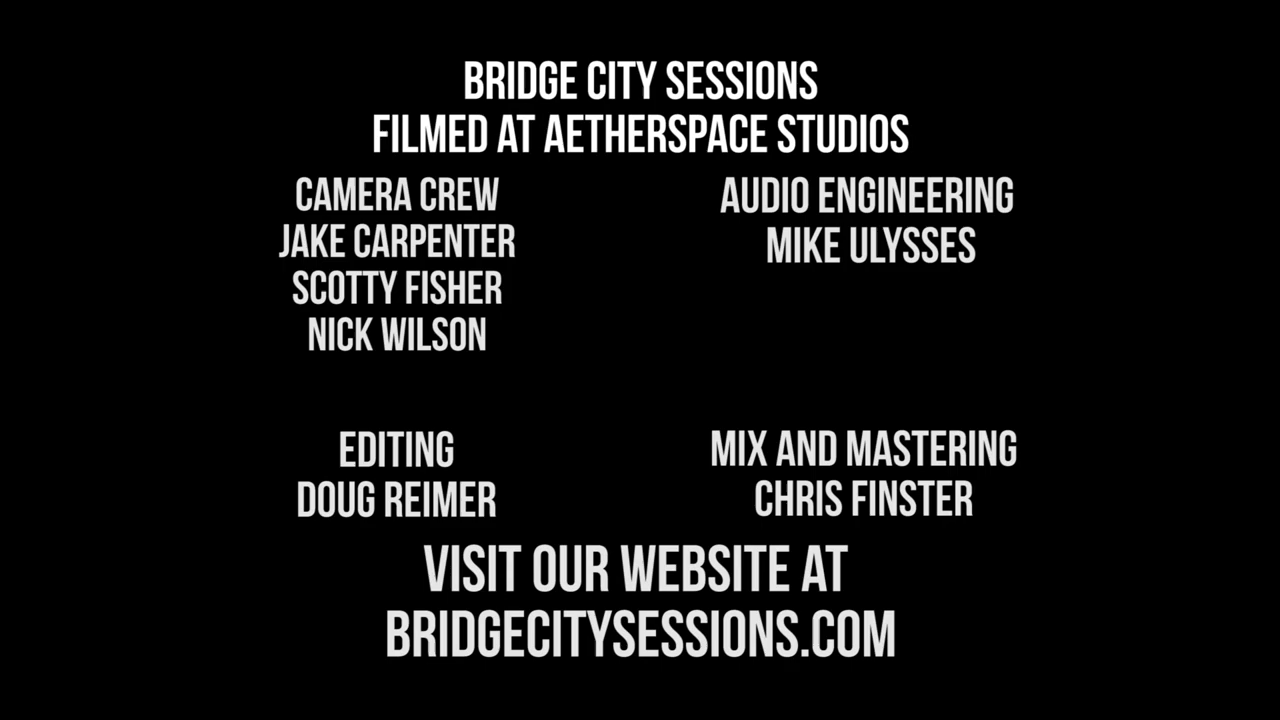 BRIDGE CITY SESSIONS
FILMED AT AETHERSPACE STUDIOS
CAMERA CREW
JAKE CARPENTER
SCOTTY FISHER
NICK WILSON
AUDIO ENGINEERING
MIKE ULYSSES
EDITING
DOUG REIMER
MIX AND MASTERING
CHRIS FINSTER
VISIT OUR WEBSITE AT
BRIDGECITYSESSIONS.COM